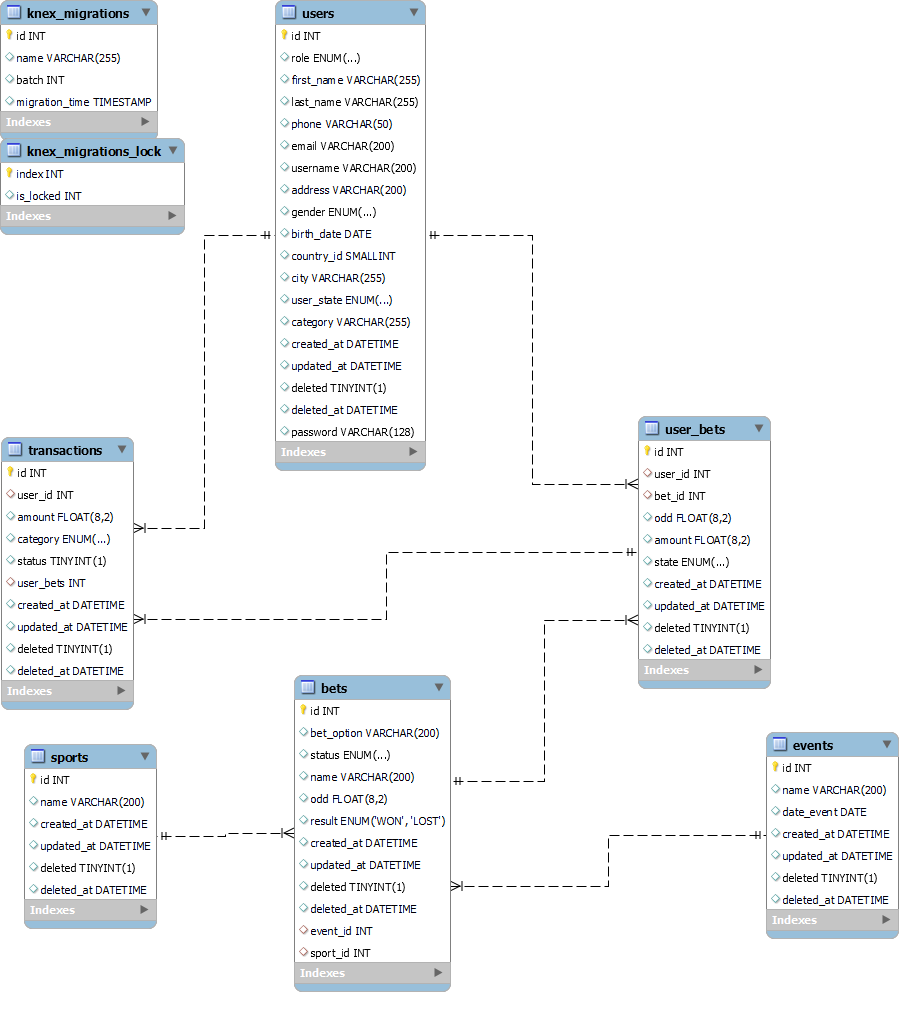 knex_migrations
id INT
name VARCHAR(255)
batch INT
migration_time TIMESTAMP
Indexes
knex_migrations_lock
index INT
is_locked INT
Indexes
users
id INT
role ENUM(...)
first_name VARCHAR(255)
last_name VARCHAR(255)
phone VARCHAR(50)
email VARCHAR(200)
username VARCHAR(200)
address VARCHAR(200)
gender ENUM(...)
birth_date DATE
country_id SMALLINT
city VARCHAR(255)
user_state ENUM(...)
category VARCHAR(255)
created_at DATETIME
updated_at DATETIME
deleted TINYINT(1)
deleted_at DATETIME
password VARCHAR(128)
Indexes
transactions
id INT
user_id INT
amount FLOAT(8,2)
category ENUM(...)
status TINYINT(1)
user_bets INT
created_at DATETIME
updated_at DATETIME
deleted TINYINT(1)
deleted_at DATETIME
Indexes
user_bets
id INT
user_id INT
bet_id INT
odd FLOAT(8,2)
amount FLOAT(8,2)
state ENUM(...)
created_at DATETIME
updated_at DATETIME
deleted TINYINT(1)
deleted_at DATETIME
Indexes
sports
id INT
name VARCHAR(200)
created_at DATETIME
updated_at DATETIME
deleted TINYINT(1)
deleted_at DATETIME
Indexes
bets
id INT
bet_option VARCHAR(200)
status ENUM(...)
name VARCHAR(200)
odd FLOAT(8,2)
result ENUM('WON', 'LOST')
created_at DATETIME
updated_at DATETIME
deleted TINYINT(1)
deleted_at DATETIME
event_id INT
sport_id INT
Indexes
events
id INT
name VARCHAR(200)
date_event DATE
created_at DATETIME
updated_at DATETIME
deleted TINYINT(1)
deleted_at DATETIME
Indexes